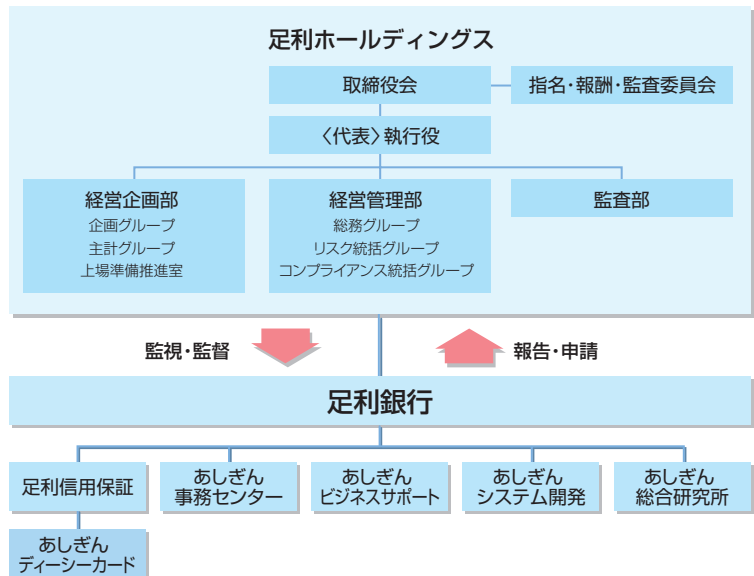 足利ホールディングス
取締役会
指名・報酬・監査委員会
〈代表〉執行役
経営企画部
企画グループ
主計グループ
上場準備推進室
経営管理部
総務グループ
リスク統括グループ
コンプライアンス統括グループ
監査部
監視・監督
報告・申請
足利銀行
足利信用保証
あしぎん
事務センター
あしぎん
ビジネスサポート
あしぎん
システム開発
あしぎん
総合研究所
あしぎん
ディーシーカード